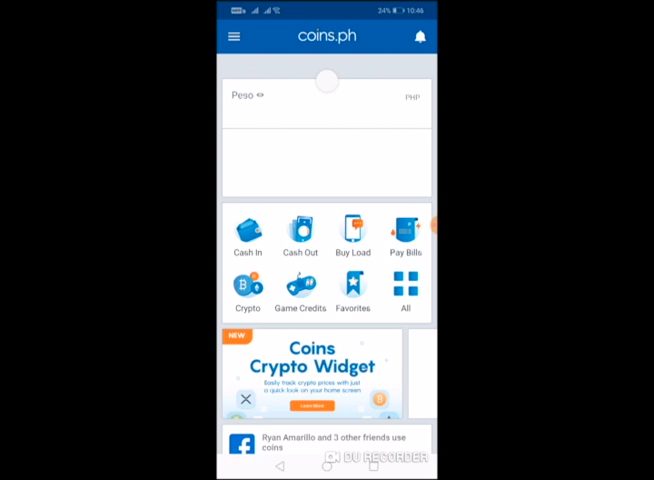 24% 10:46
coins.ph
Peso
PHP
Cash In
Cash Out
Buy Load
Pay Bills
Crypto
Game Credits
Favorites
All
NEW
Coins
Crypto Widget
Easily track crypto prices with just
a quick look on your home screen
Learn More
Ryan Amarillo and 3 other friends use
coins
DU RECORDER